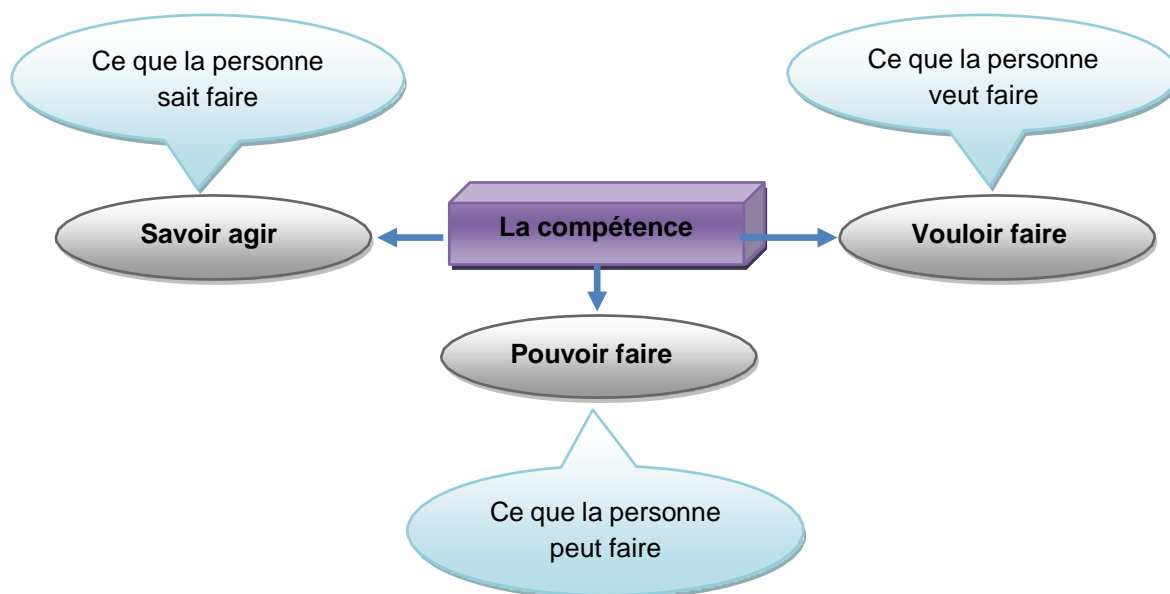 Ce que la personne
sait faire
Ce que la personne
veut faire
Savoir agir
La compétence
Vouloir faire
Pouvoir faire
Ce que la personne
peut faire